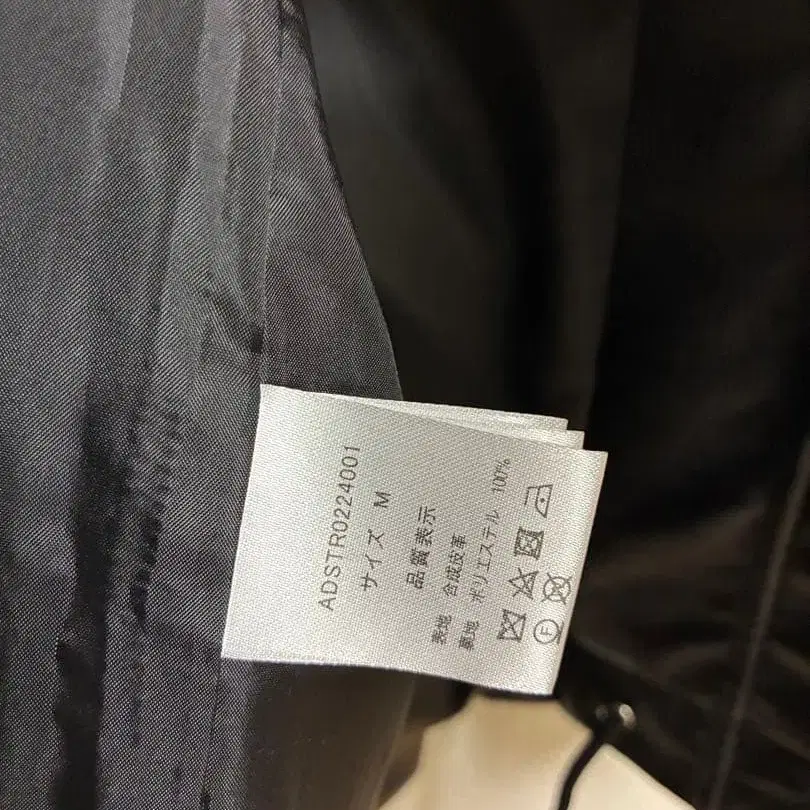 ADSTR0224001
サイズ M
品質表示
表地 合成皮革
裏地 ポリエステル 100%
F